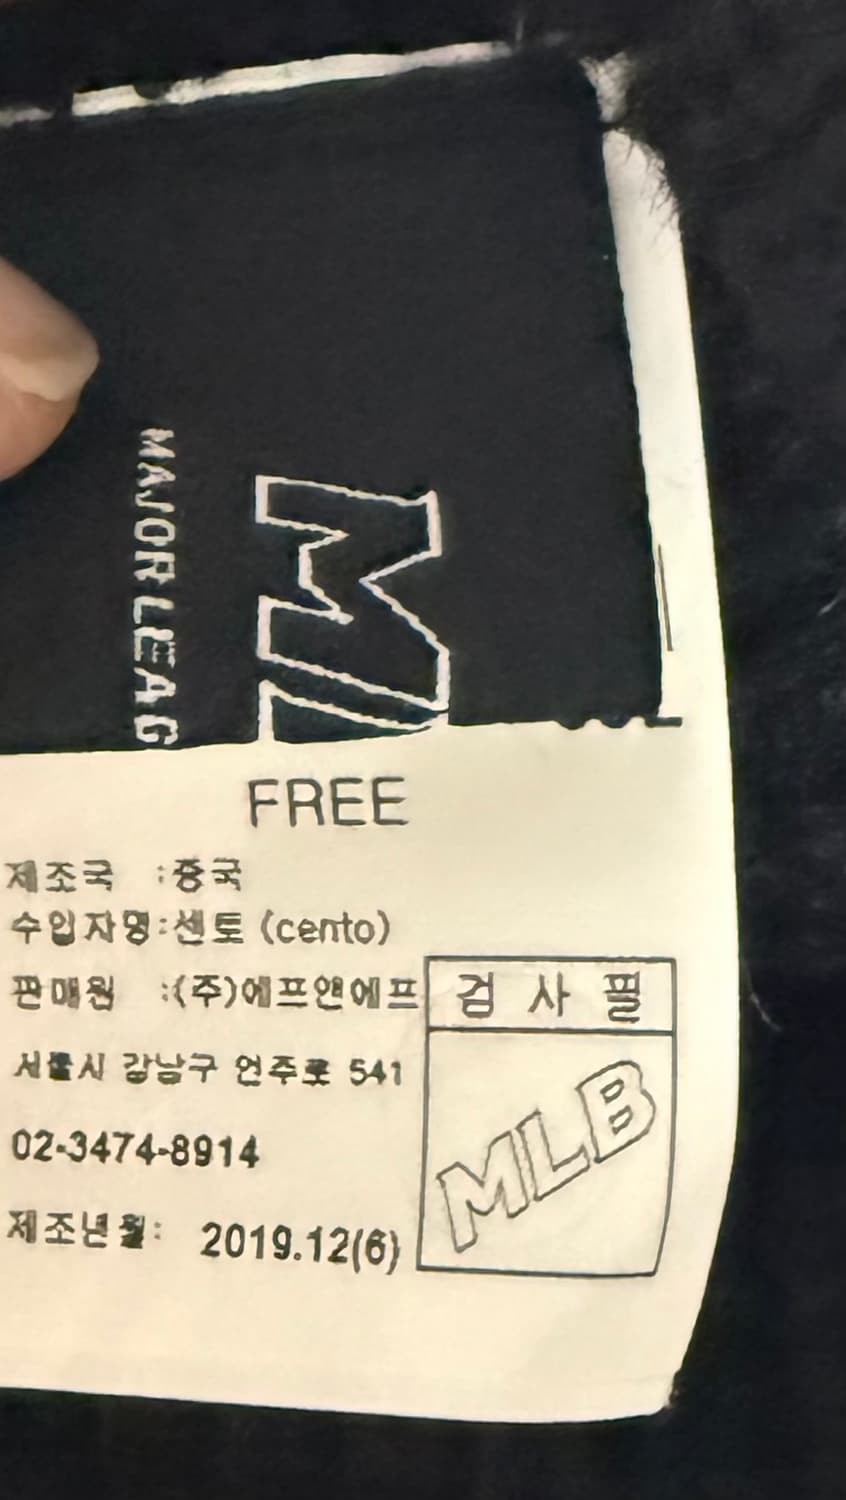 MAJOR LEAG
ML
FREE
제조국 :중국
수입자명:센토 (cento)
판매원 :(주)에프앤에프
서울시 강남구 언주로 541
02-3474-8914
제조년월: 2019.12(6)
검사필
MLB